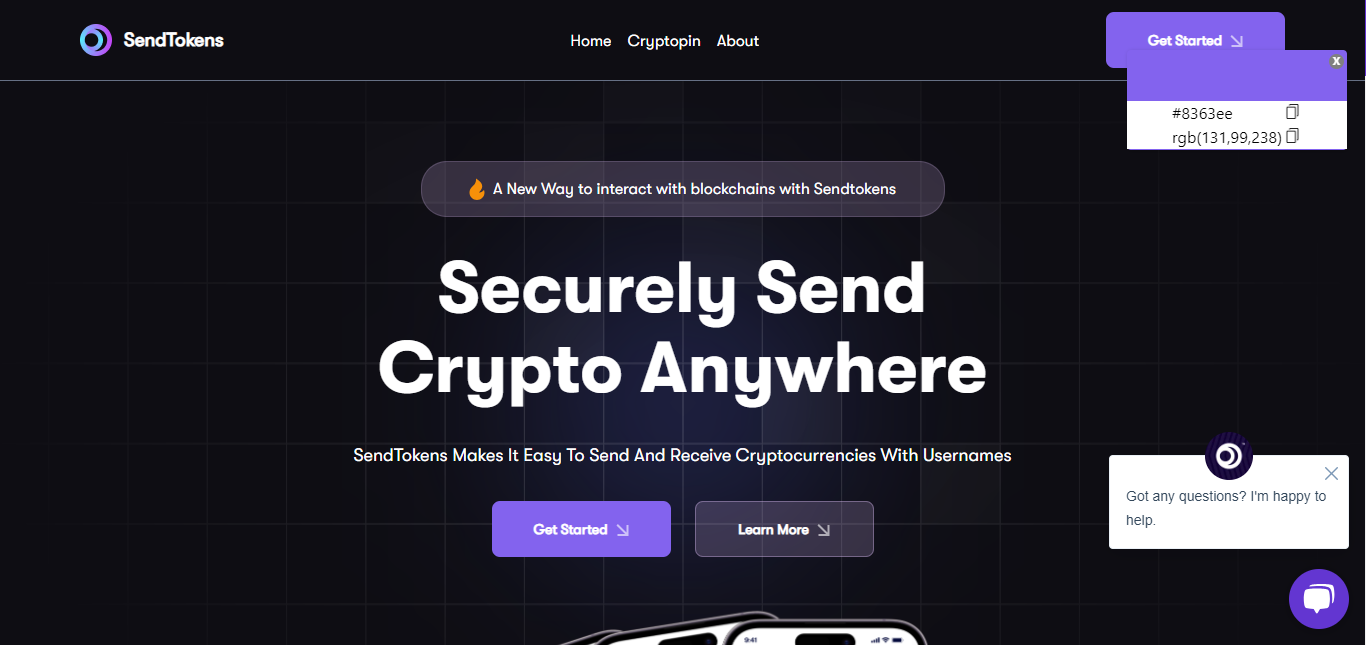 SendTokens
Home Cryptopin About
Get Started
X
#8363ee
rgb(131,99,238)
A New Way to interact with blockchains with Sendtokens
Securely Send
Crypto Anywhere
SendTokens Makes It Easy To Send And Receive Cryptocurrencies With Usernames
Get Started
Learn More
Got any questions? I'm happy to
help.
9:41
9:41